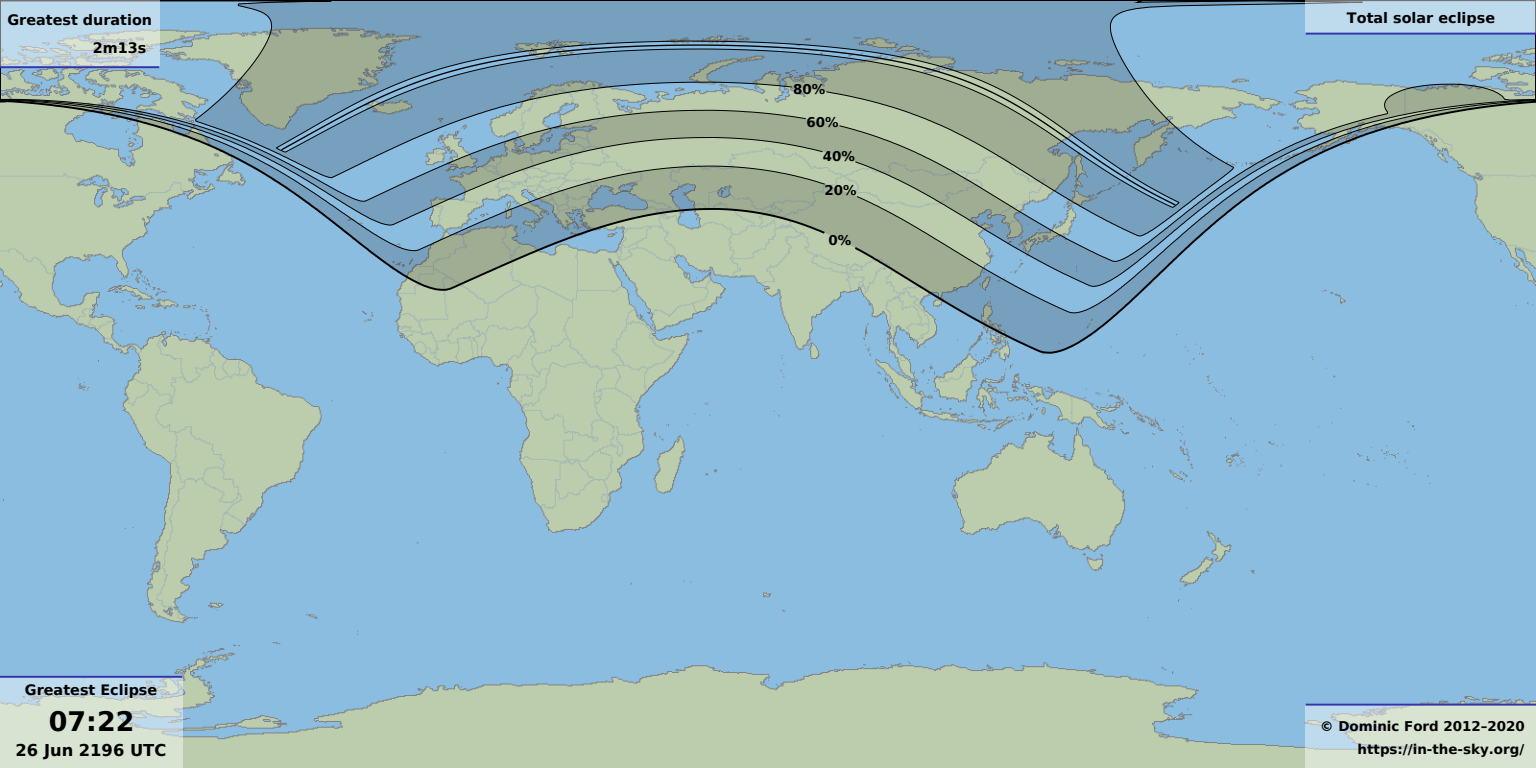 Greatest duration
2m13s
Total solar eclipse
80%
60%
40%
20%
0%
Greatest Eclipse
07:22
26 Jun 2196 UTC
© Dominic Ford 2012–2020
https://in-the-sky.org/